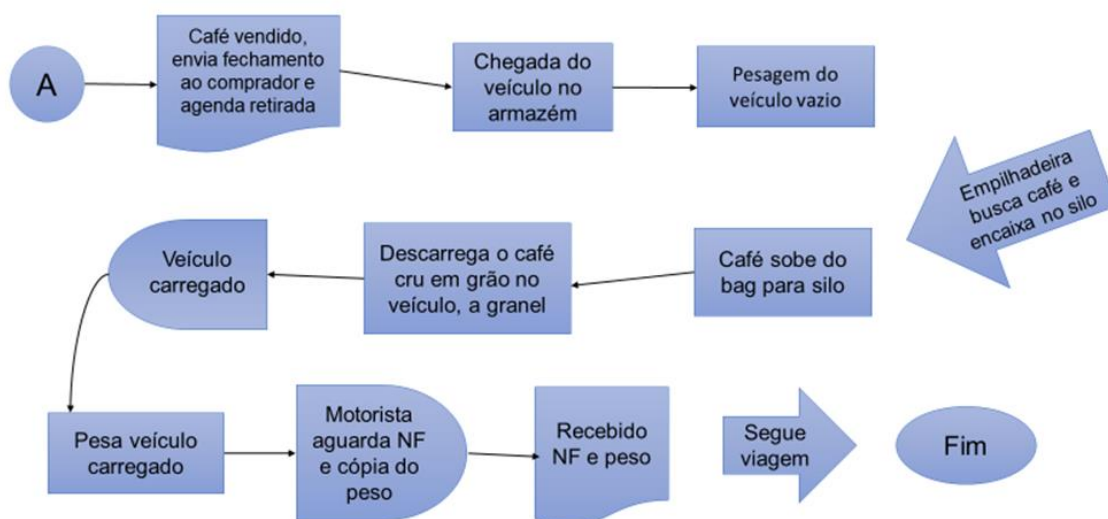 A
Café vendido,
envia fechamento
ao comprador e
agenda retirada
Chegada do
veículo no
armazém
Pesagem do
veículo vazio
Empilhadeira
busca café e
encaixa no silo
Café sobe do
bag para silo
Descarrega o café
cru em grão no
veículo, a granel
Veículo
carregado
Pesa veículo
carregado
Motorista
aguarda NF
e cópia do
peso
Recebido
NF e peso
Segue
viagem
Fim